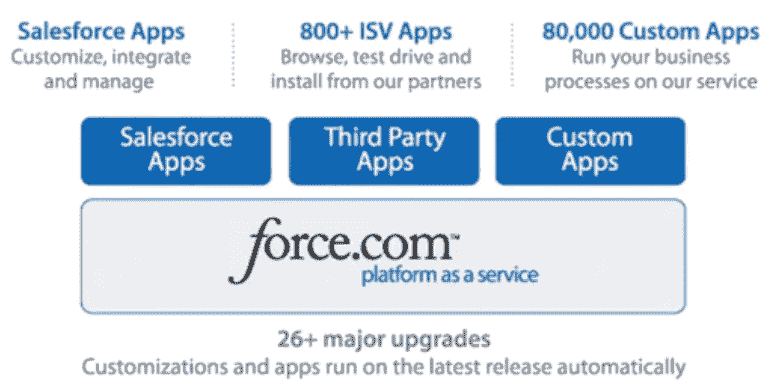 Salesforce Apps
Customize, integrate
and manage
800+ ISV Apps
Browse, test drive and
install from our partners
80,000 Custom Apps
Run your business
processes on our service
Salesforce
Apps
Third Party
Apps
Custom
Apps
force.com™
platform as a service
26+ major upgrades
Customizations and apps run on the latest release automatically